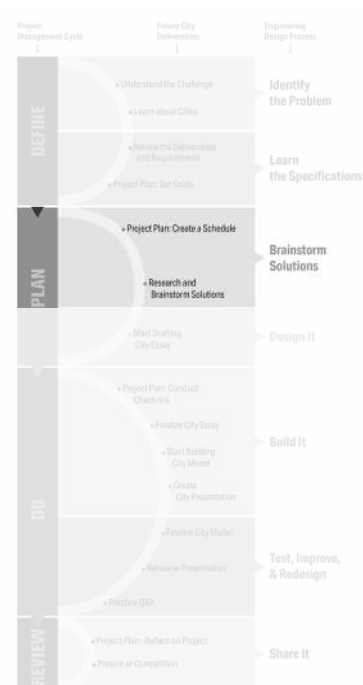 Project
Management Cycle
Future City
Deliverables
Engineering
Design Process
DEFINE
• Understand the Challenge
• Learn about Cities
Identify
the Problem
• Review the Deliverables
and Requirements
• Project Plan: Set Goals
Learn
the Specifications
PLAN
• Project Plan: Create a Schedule
• Research and
Brainstorm Solutions
Brainstorm
Solutions
• Start Drafting
City Essay
Design It
DO
• Project Plan: Conduct
Check-Ins
• Finalize City Essay
• Start Building
City Model
• Create
City Presentation
Build It
• Finalize City Model
• Rehearse Presentation
• Practice Q&A
Test, Improve,
& Redesign
REVIEW
• Project Plan: Reflect on Project
• Present at Competition
Share It